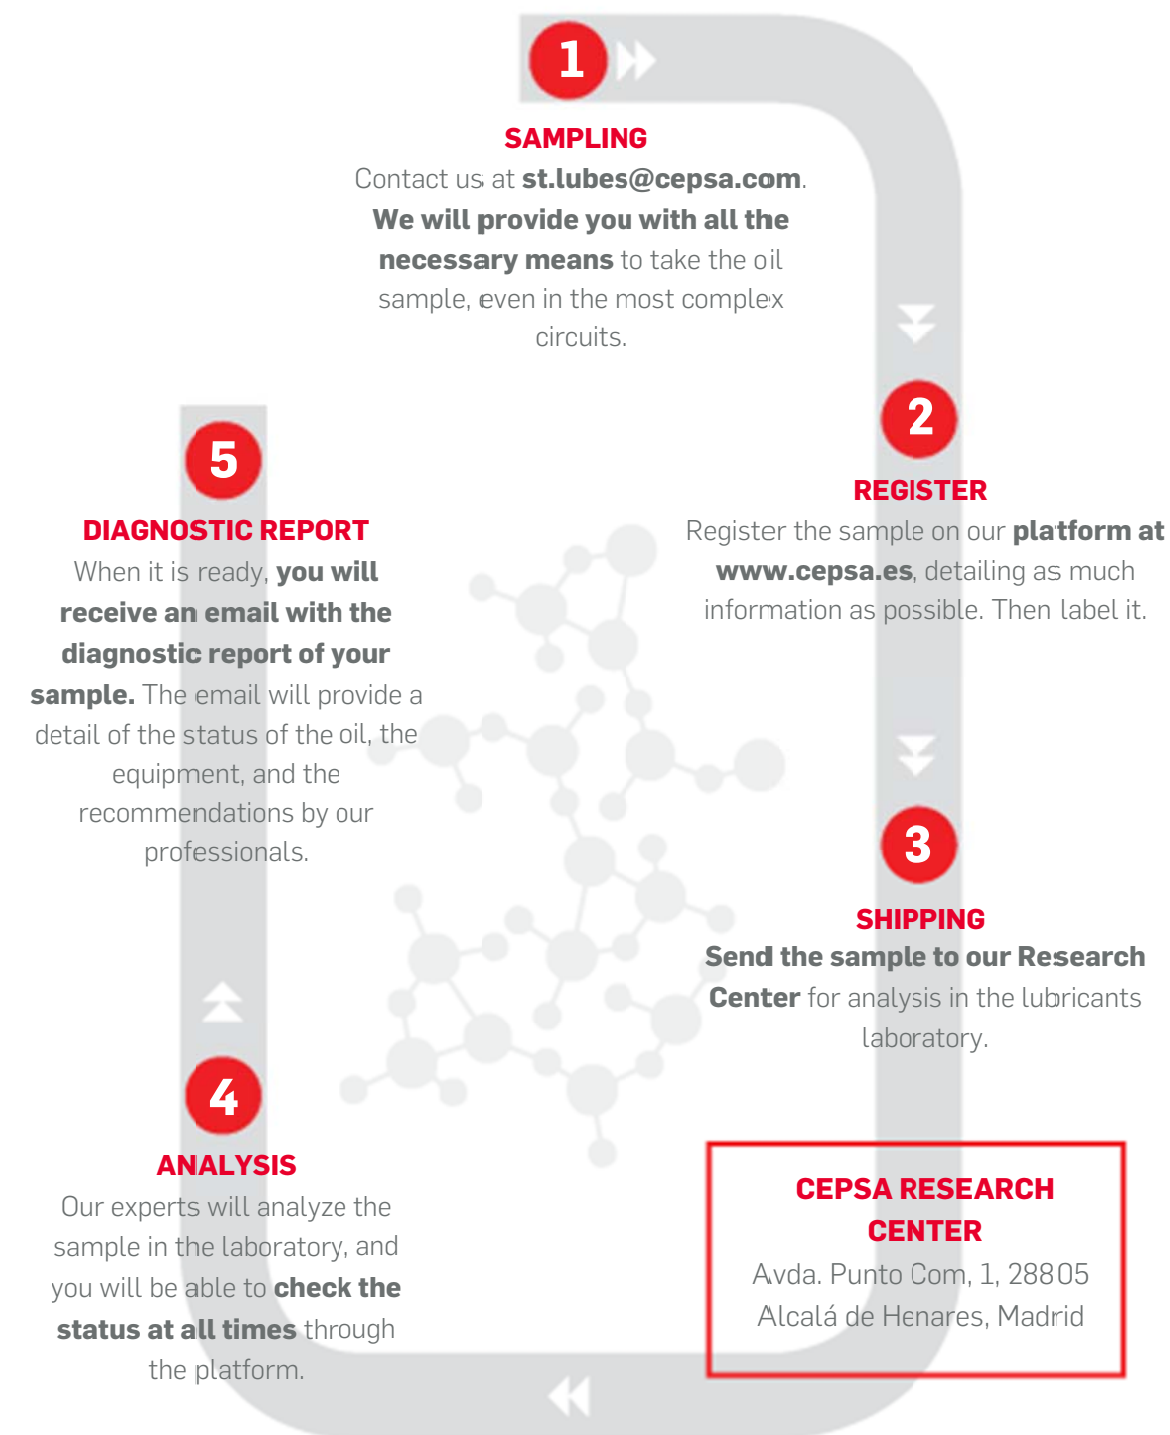 1
SAMPLING
Contact us at st.lubes@cepsa.com.
We will provide you with all the
necessary means to take the oil
sample, even in the most complex
circuits.
2
REGISTER
Register the sample on our platform at
www.cepsa.es, detailing as much
information as possible. Then label it.
3
SHIPPING
Send the sample to our Research
Center for analysis in the lubricants
laboratory.
CEPSA RESEARCH
CENTER
Avda. Punto Com, 1, 28805
Alcalá de Henares, Madrid
4
ANALYSIS
Our experts will analyze the
sample in the laboratory, and
you will be able to check the
status at all times through
the platform.
5
DIAGNOSTIC REPORT
When it is ready, you will
receive an email with the
diagnostic report of your
sample. The email will provide a
detail of the status of the oil, the
equipment, and the
recommendations by our
professionals.